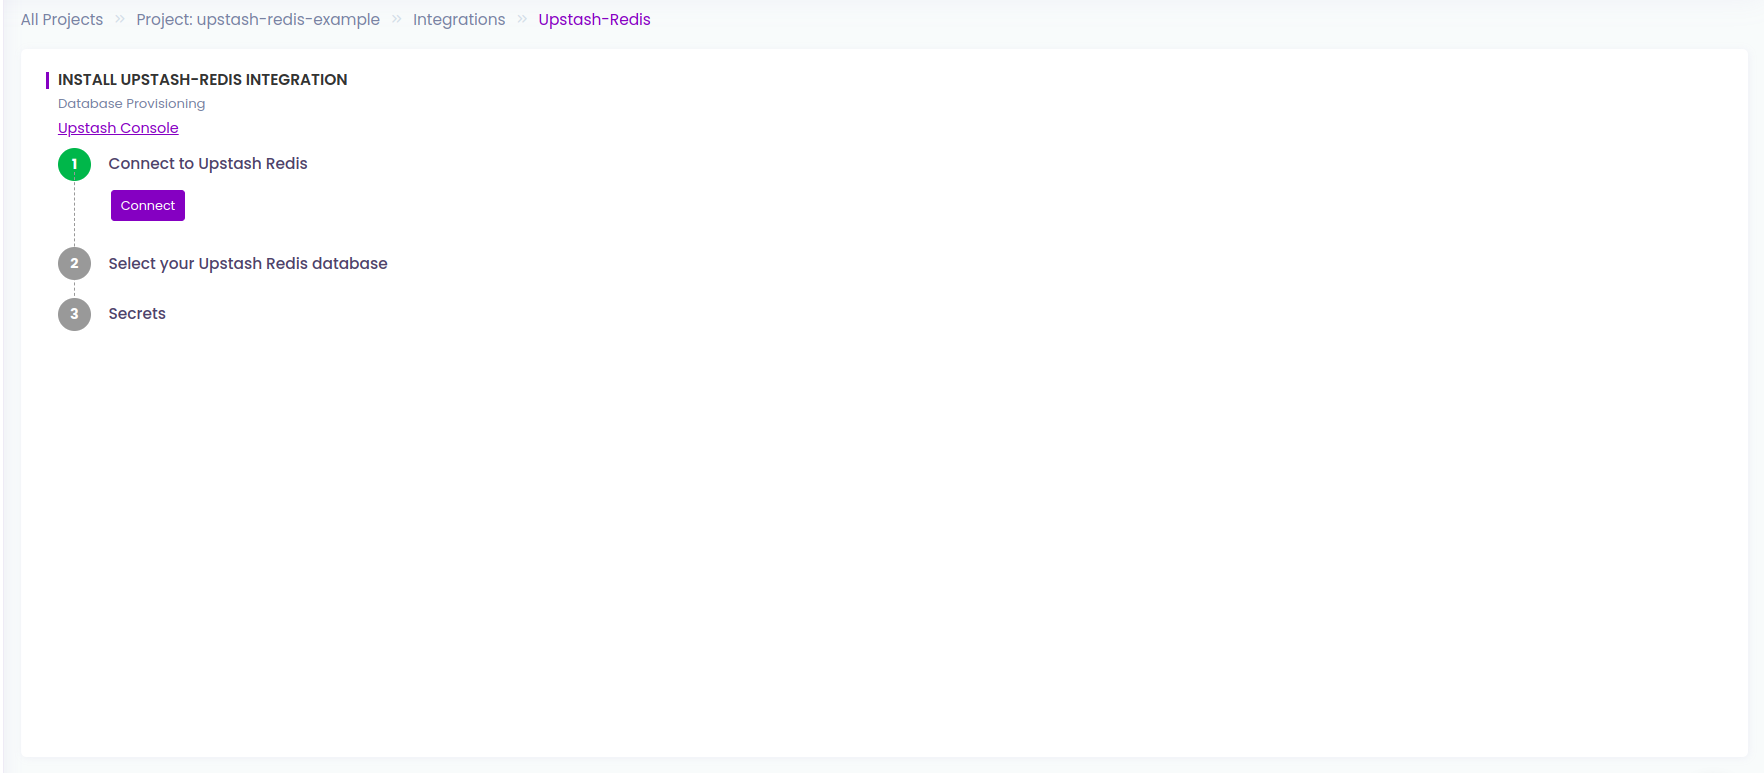 All Projects » Project: upstash-redis-example » Integrations » Upstash-Redis
INSTALL UPSTASH-REDIS INTEGRATION
Database Provisioning
Upstash Console
1 Connect to Upstash Redis
Connect
2 Select your Upstash Redis database
3 Secrets